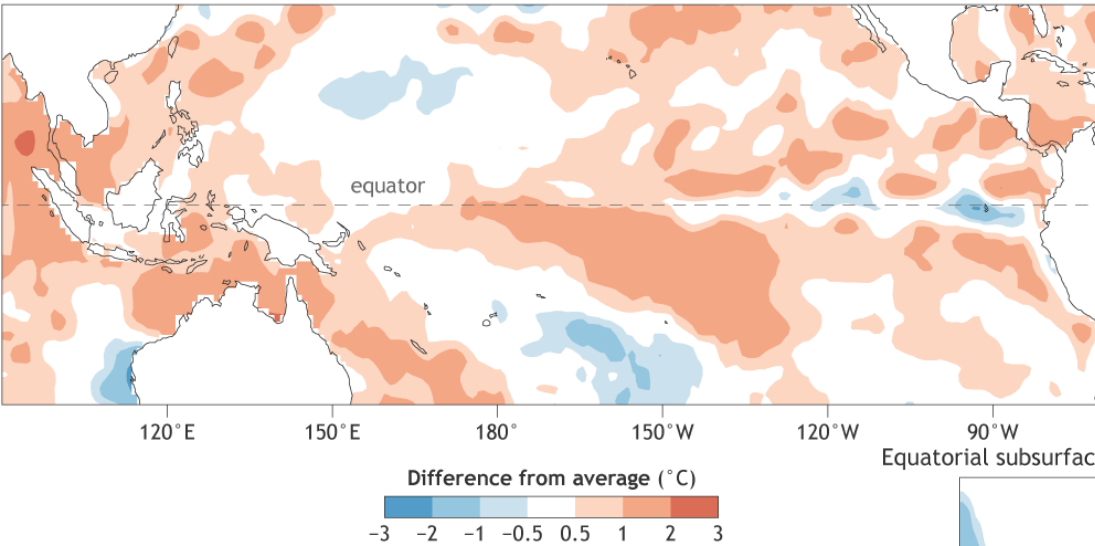 equator
120°E 150°E 180° 150°W 120°W 90°W
Equatorial subsurfac
Difference from average (°C)
−3 −2 −1 −0.5 0.5 1 2 3